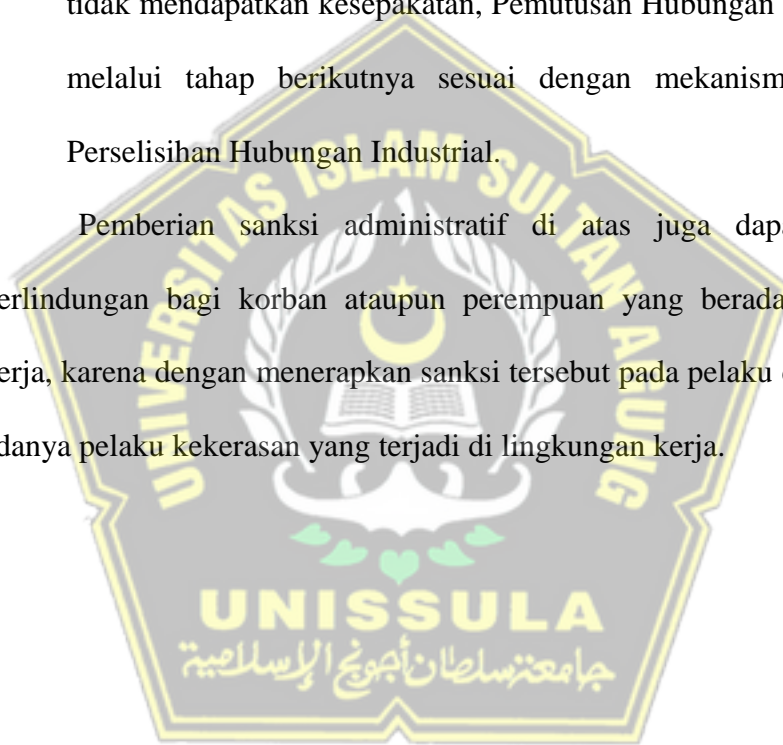 tidak mendapatkan kesepakatan, Pemutusan Hubungan
melalui tahap berikutnya sesuai dengan mekanism
Perselisihan Hubungan Industrial.
Pemberian sanksi administratif di atas juga dapa
erlindungan bagi korban ataupun perempuan yang berada
erja, karena dengan menerapkan sanksi tersebut pada pelaku
danya pelaku kekerasan yang terjadi di lingkungan kerja.
UNIVERSITAS ISLAM SULTAN AGUNG
UNISSULA
جامعتنسلطان أجونج الإسلامية